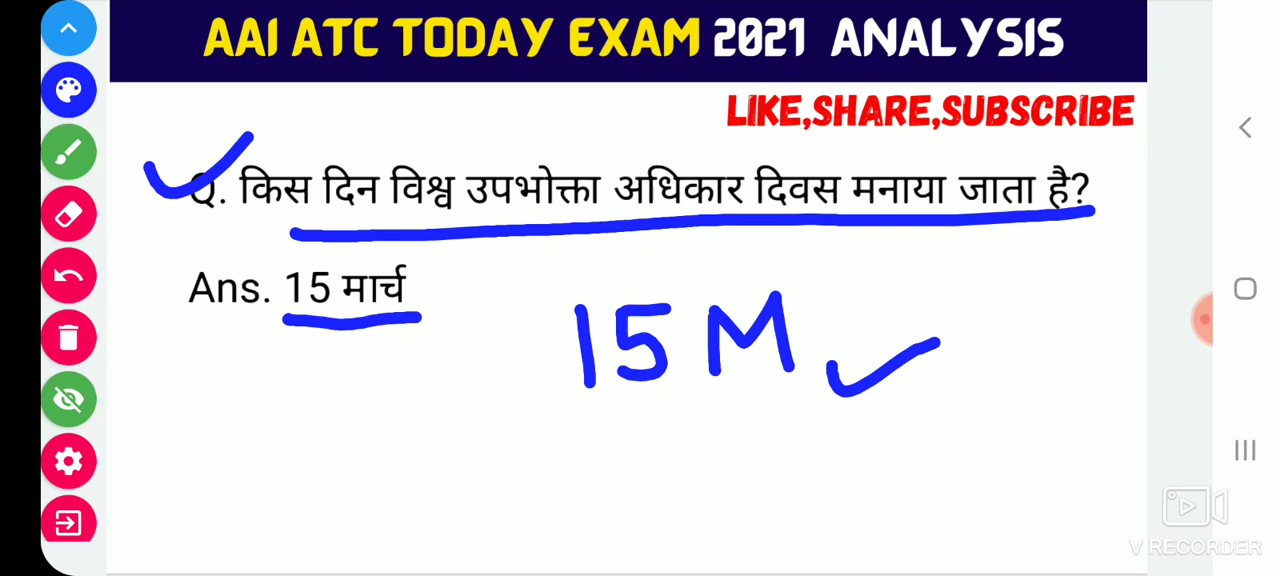 AAI ATC TODAY EXAM 2021 ANALYSIS
LIKE,SHARE,SUBSCRIBE
Q. किस दिन विश्व उपभोक्ता अधिकार दिवस मनाया जाता है?
Ans. 15 मार्च
15 M
V RECORDER